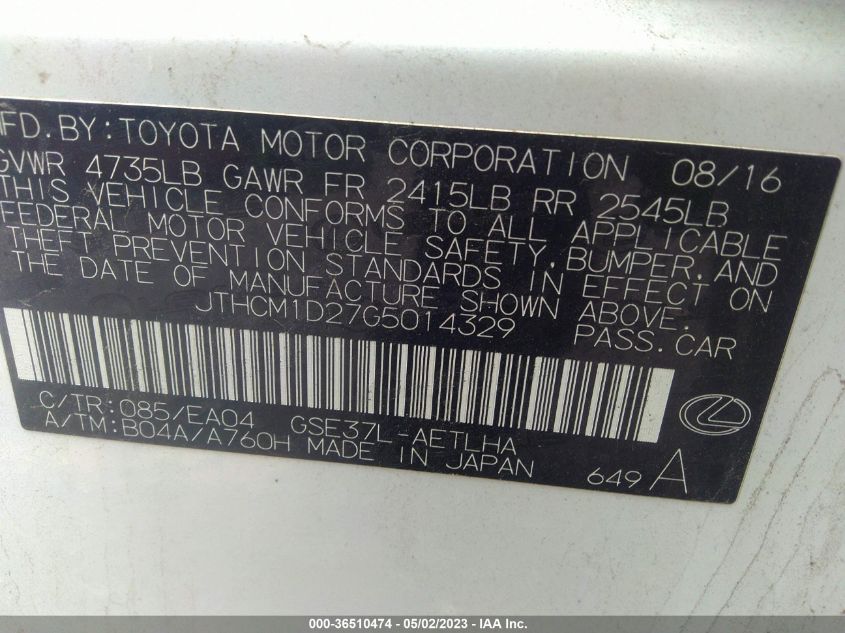 MFD. BY: TOYOTA MOTOR CORPORATION 08/16
GVWR 4735LB GAWR FR 2415LB RR 2545LB
THIS VEHICLE CONFORMS TO ALL APPLICABLE
FEDERAL MOTOR VEHICLE SAFETY, BUMPER, AND
THEFT PREVENTION STANDARDS IN EFFECT ON
THE DATE OF MANUFACTURE SHOWN ABOVE.
JTHCM1D27G5014329 PASS. CAR
C/TR: 085/EA04 GSE37L-AETLHA
A/TM: B04A/A760H MADE IN JAPAN 649 A
000-36510474 - 05/02/2023 - IAA Inc.